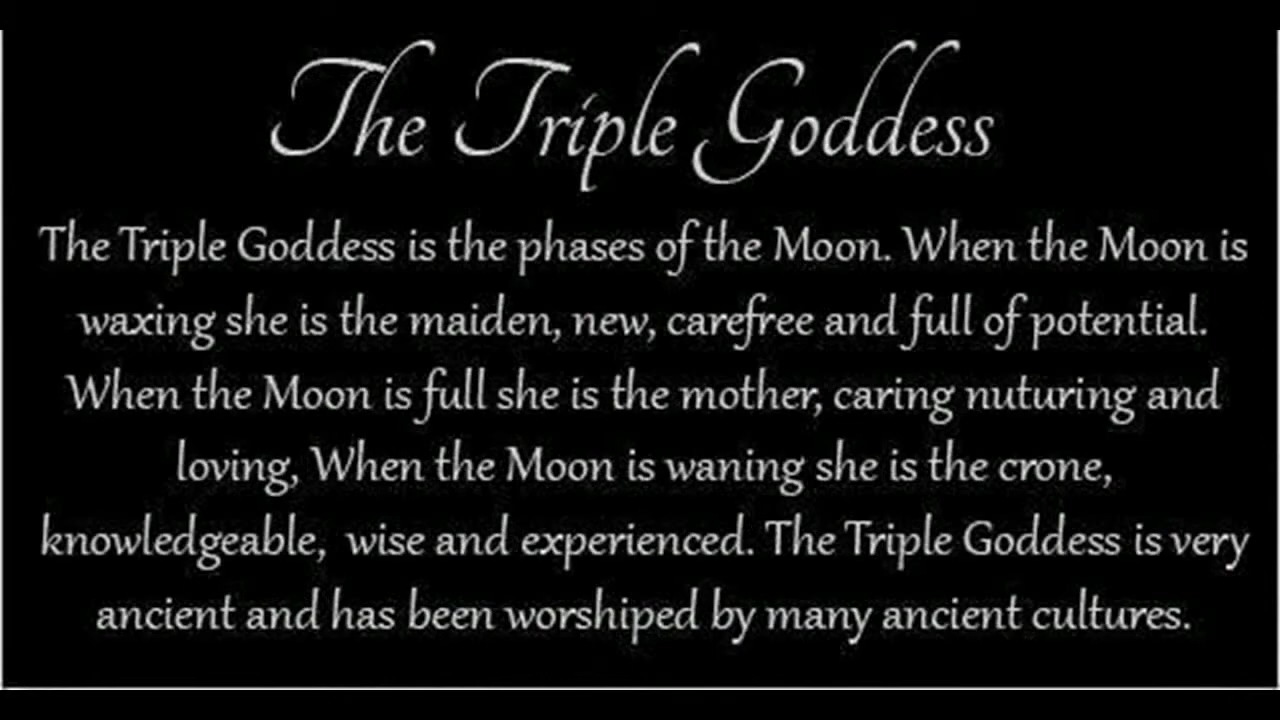 The Triple Goddess
The Triple Goddess is the phases of the Moon. When the Moon is
waxing she is the maiden, new, carefree and full of potential.
When the Moon is full she is the mother, caring nuturing and
loving, When the Moon is waning she is the crone,
knowledgeable,  wise and experienced. The Triple Goddess is very
ancient and has been worshiped by many ancient cultures.